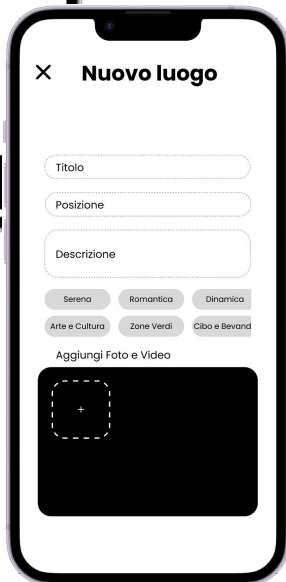 Nuovo luogo
Titolo
Posizione
Descrizione
Serena Romantica Dinamica
Arte e Cultura Zone Verdi Cibo e Bevand
Aggiungi Foto e Video
+